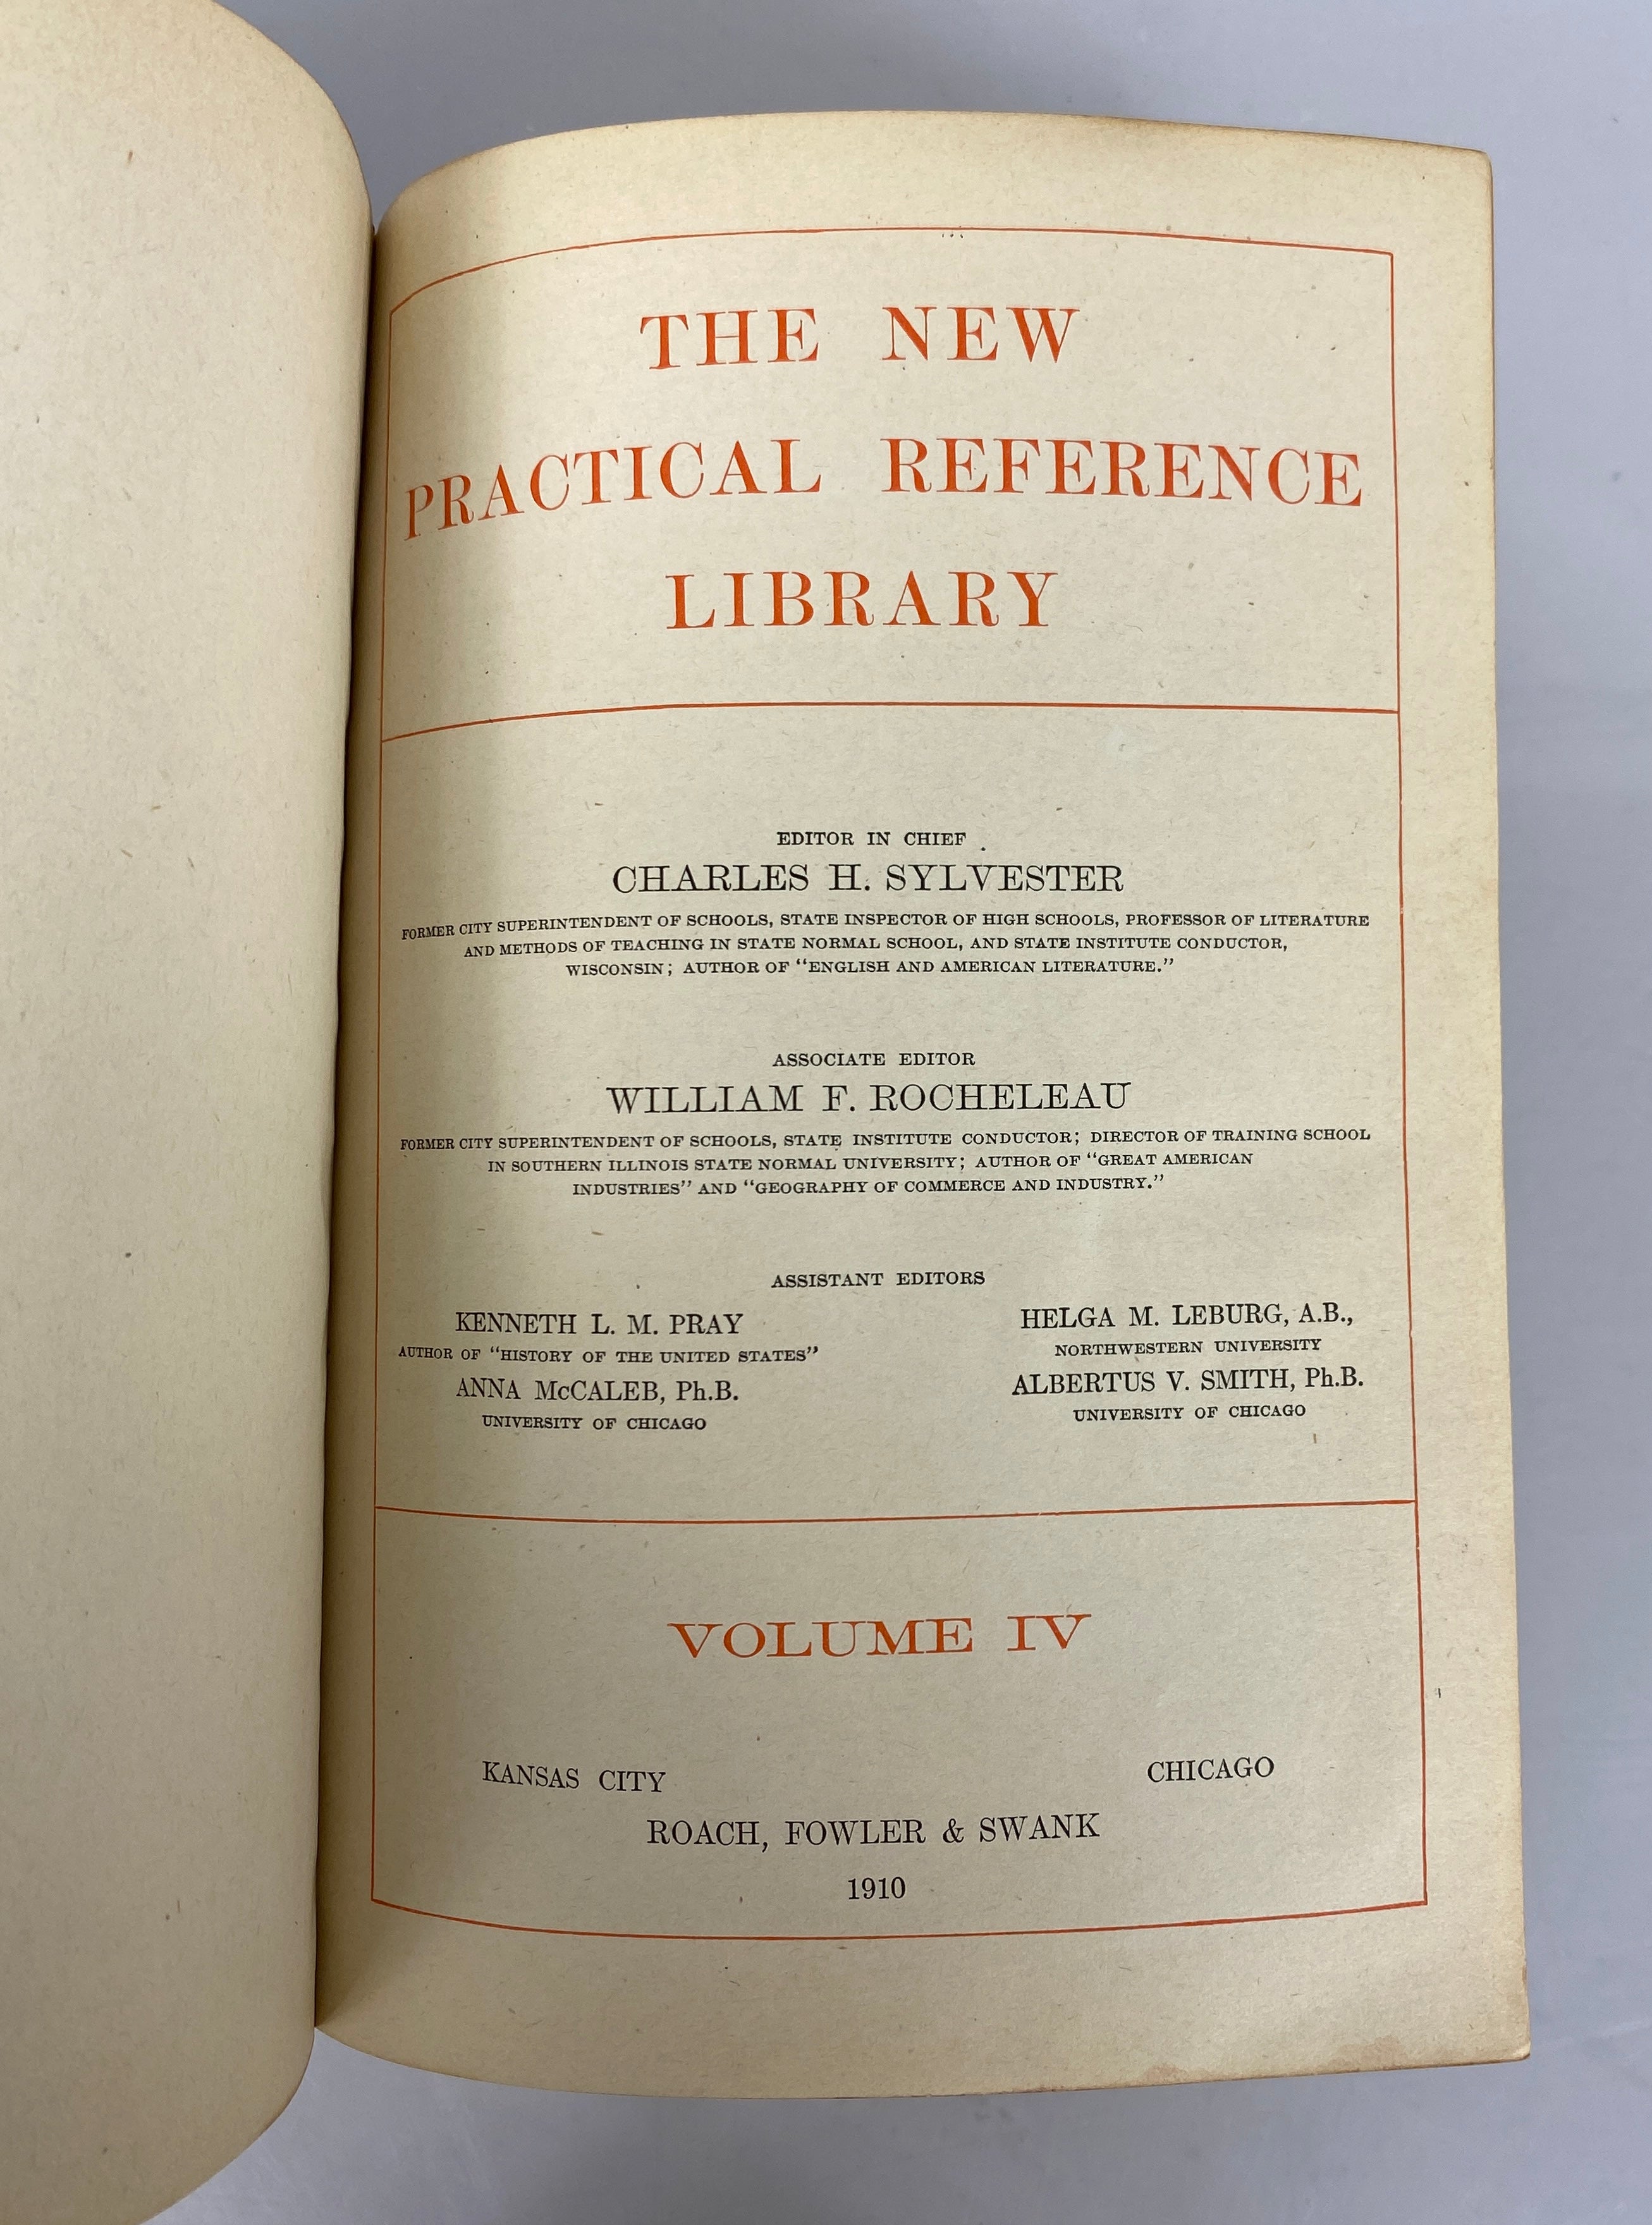 THE NEW
PRACTICAL REFERENCE
LIBRARY
EDITOR IN CHIEF
CHARLES H. SYLVESTER
FORMER CITY SUPERINTENDENT OF SCHOOLS, STATE INSPECTOR OF HIGH SCHOOLS, PROFESSOR OF LITERATURE
AND METHODS OF TEACHING IN STATE NORMAL SCHOOL, AND STATE INSTITUTE CONDUCTOR,
WISCONSIN; AUTHOR OF "ENGLISH AND AMERICAN LITERATURE."
ASSOCIATE EDITOR
WILLIAM F. ROCHELEAU
FORMER CITY SUPERINTENDENT OF SCHOOLS, STATE INSTITUTE CONDUCTOR; DIRECTOR OF TRAINING SCHOOL
IN SOUTHERN ILLINOIS STATE NORMAL UNIVERSITY; AUTHOR OF "GREAT AMERICAN
INDUSTRIES" AND "GEOGRAPHY OF COMMERCE AND INDUSTRY."
ASSISTANT EDITORS
KENNETH L. M. PRAY
AUTHOR OF "HISTORY OF THE UNITED STATES"
ANNA McCALEB, Ph.B.
UNIVERSITY OF CHICAGO
HELGA M. LEBURG, A.B.,
NORTHWESTERN UNIVERSITY
ALBERTUS V. SMITH, Ph.B.
UNIVERSITY OF CHICAGO
VOLUME IV
KANSAS CITY CHICAGO
ROACH, FOWLER & SWANK
1910